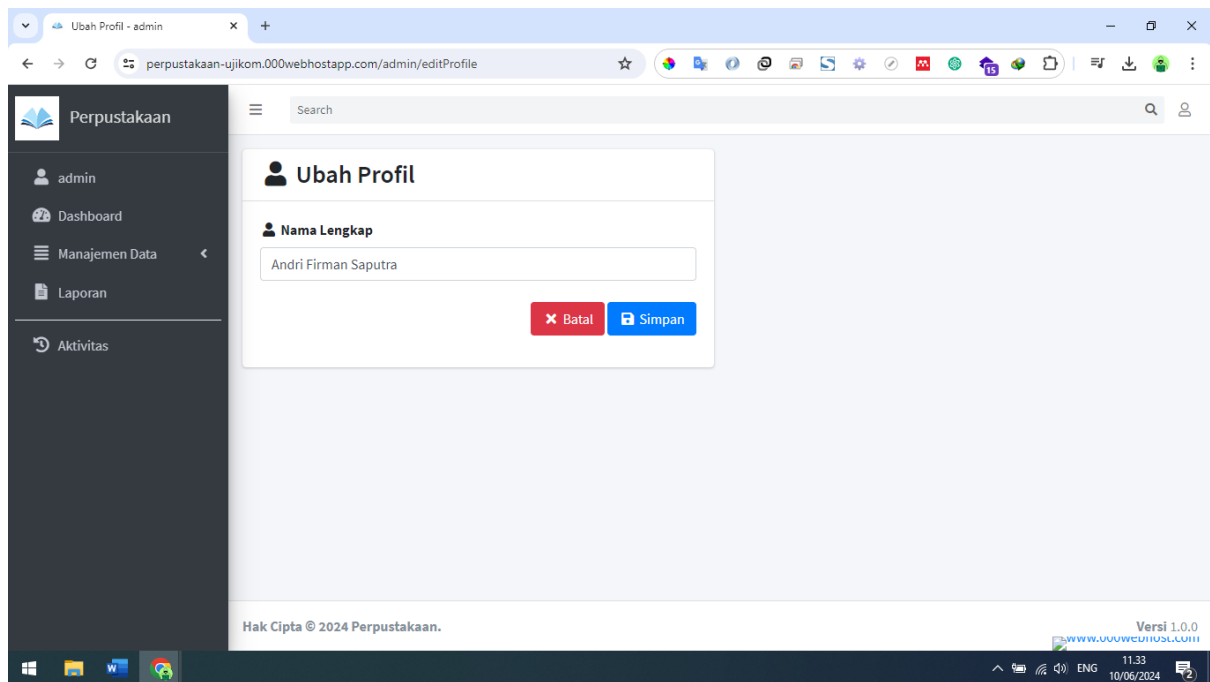 Ubah Profil - admin
perpustakaan-ujikom.000webhostapp.com/admin/editProfile
15
Perpustakaan
Search
admin
Dashboard
Manajemen Data
Laporan
Aktivitas
Ubah Profil
Nama Lengkap
Andri Firman Saputra
Batal
Simpan
Hak Cipta © 2024 Perpustakaan.
Versi 1.0.0
www.000webhost.com
W
ENG
11.33
10/06/2024
2